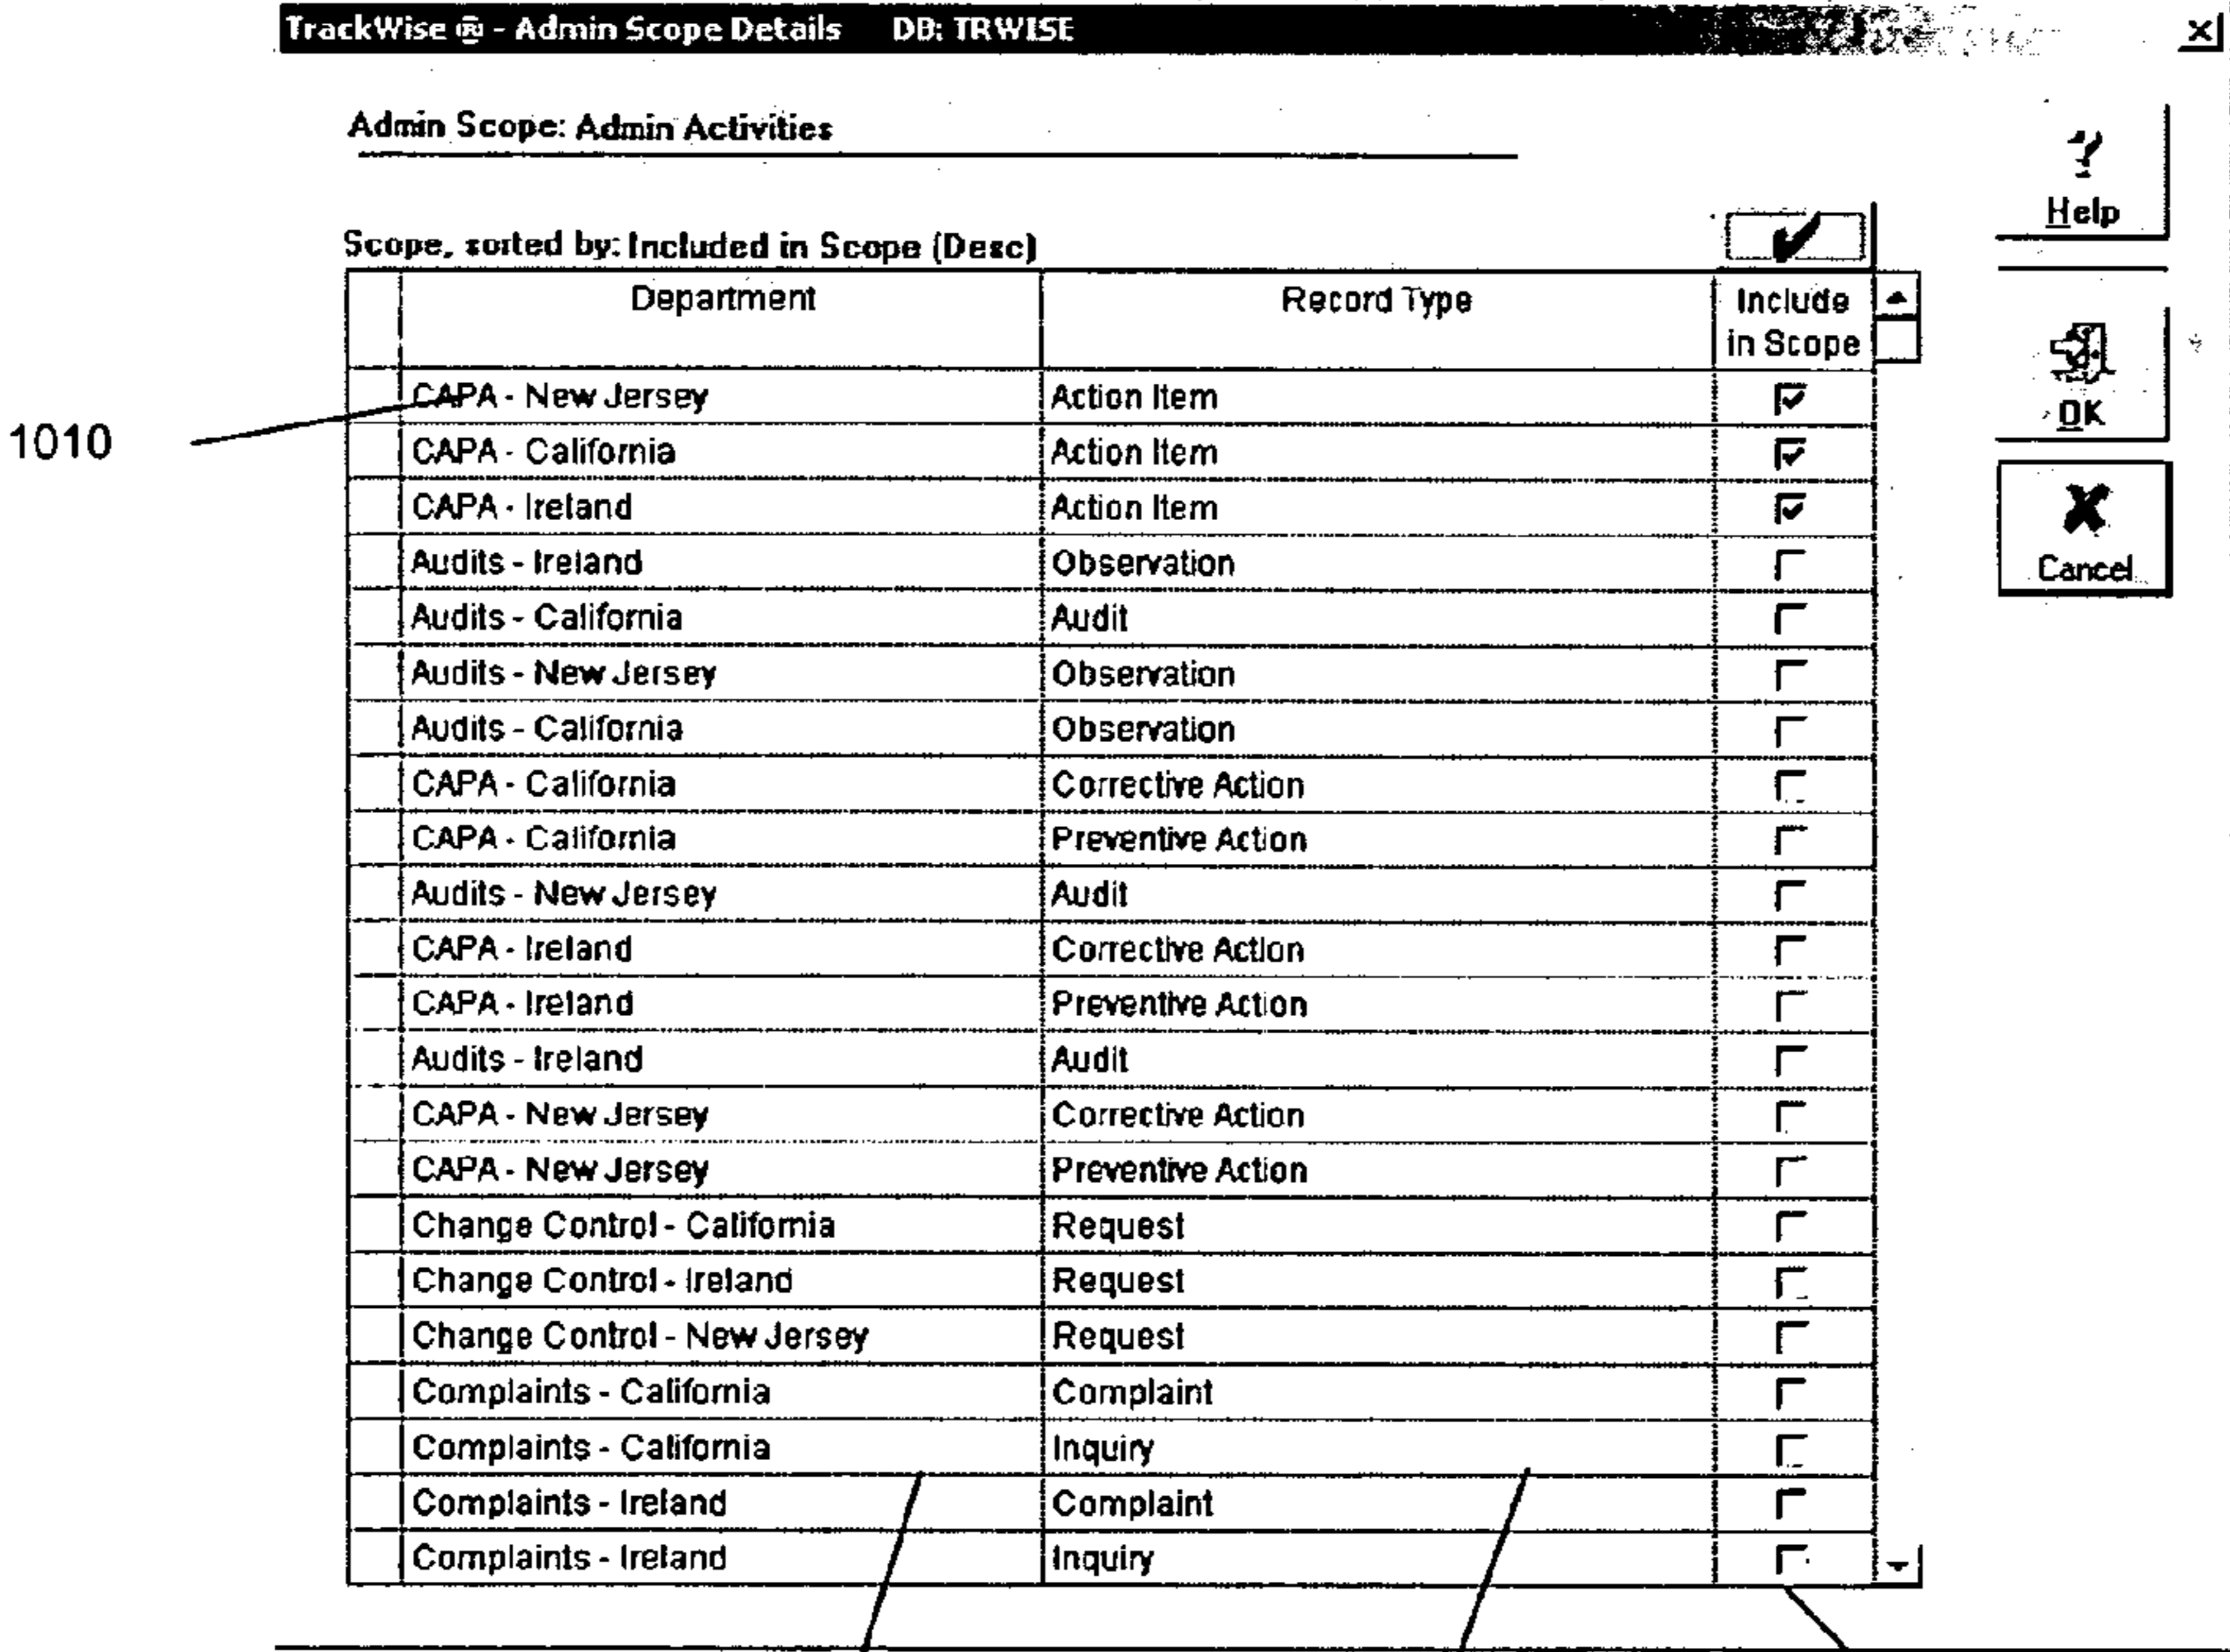 TrackWise ® - Admin Scope Details DB: TRWISE
Admin Scope: Admin Activities
Help
Scope, sorted by: Included in Scope (Desc)
Department Record Type Include in Scope
OK
1010
CAPA - New Jersey Action Item
CAPA - California Action Item
CAPA - Ireland Action Item
Cancel
Audits - Ireland Observation
Audits - California Audit
Audits - New Jersey Observation
Audits - California Observation
CAPA - California Corrective Action
CAPA - California Preventive Action
Audits - New Jersey Audit
CAPA - Ireland Corrective Action
CAPA - Ireland Preventive Action
Audits - Ireland Audit
CAPA - New Jersey Corrective Action
CAPA - New Jersey Preventive Action
Change Control - California Request
Change Control - Ireland Request
Change Control - New Jersey Request
Complaints - California Complaint
Complaints - California Inquiry
Complaints - Ireland Complaint
Complaints - Ireland Inquiry